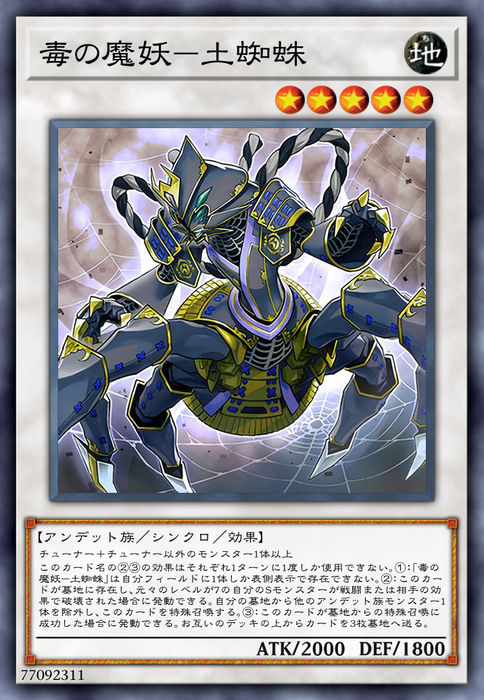 毒の魔妖－土蜘蛛
ち
地
【アンデット族／シンクロ／効果】
チューナー＋チューナー以外のモンスター1体以上
このカード名の②③の効果はそれぞれ1ターンに1度しか使用できない。①：「毒の
魔妖－土蜘蛛」は自分フィールドに1体しか表側表示で存在できない。②：このカー
ドが墓地に存在し、元々のレベルが7の自分のSモンスターが戦闘または相手の効
果で破壊された場合に発動できる。自分の墓地から他のアンデット族モンスター1
体を除外し、このカードを特殊召喚する。③：このカードが墓地からの特殊召喚に
成功した場合に発動できる。お互いのデッキの上からカードを3枚墓地へ送る。
ATK/2000 DEF/1800
77092311